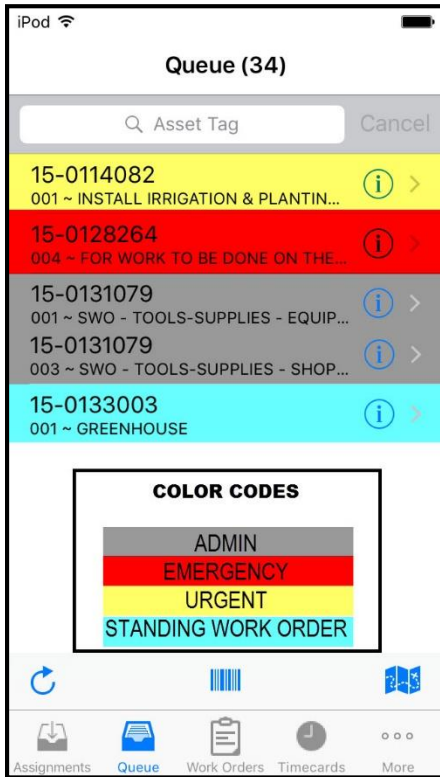 iPod
Queue (34)
Asset Tag Cancel
15-0114082
001 ~ INSTALL IRRIGATION & PLANTIN...
15-0128264
004 ~ FOR WORK TO BE DONE ON THE...
15-0131079
001 ~ SWO - TOOLS-SUPPLIES - EQUIP...
15-0131079
003 ~ SWO - TOOLS-SUPPLIES - SHOP...
15-0133003
001 ~ GREENHOUSE
COLOR CODES
ADMIN
EMERGENCY
URGENT
STANDING WORK ORDER
Assignments Queue Work Orders Timecards More